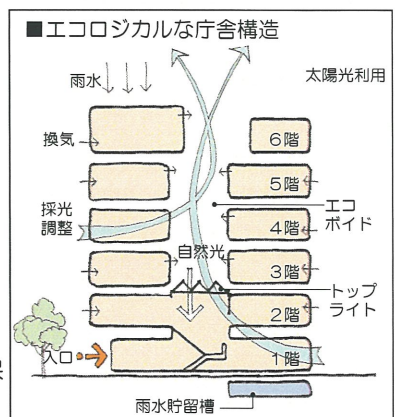 ■エコロジカルな庁舎構造
雨水
太陽光利用
換気
6階
5階
採光
調整
エコ
ボイド
4階
自然光
3階
トップ
ライト
2階
入口
1階
雨水貯留槽